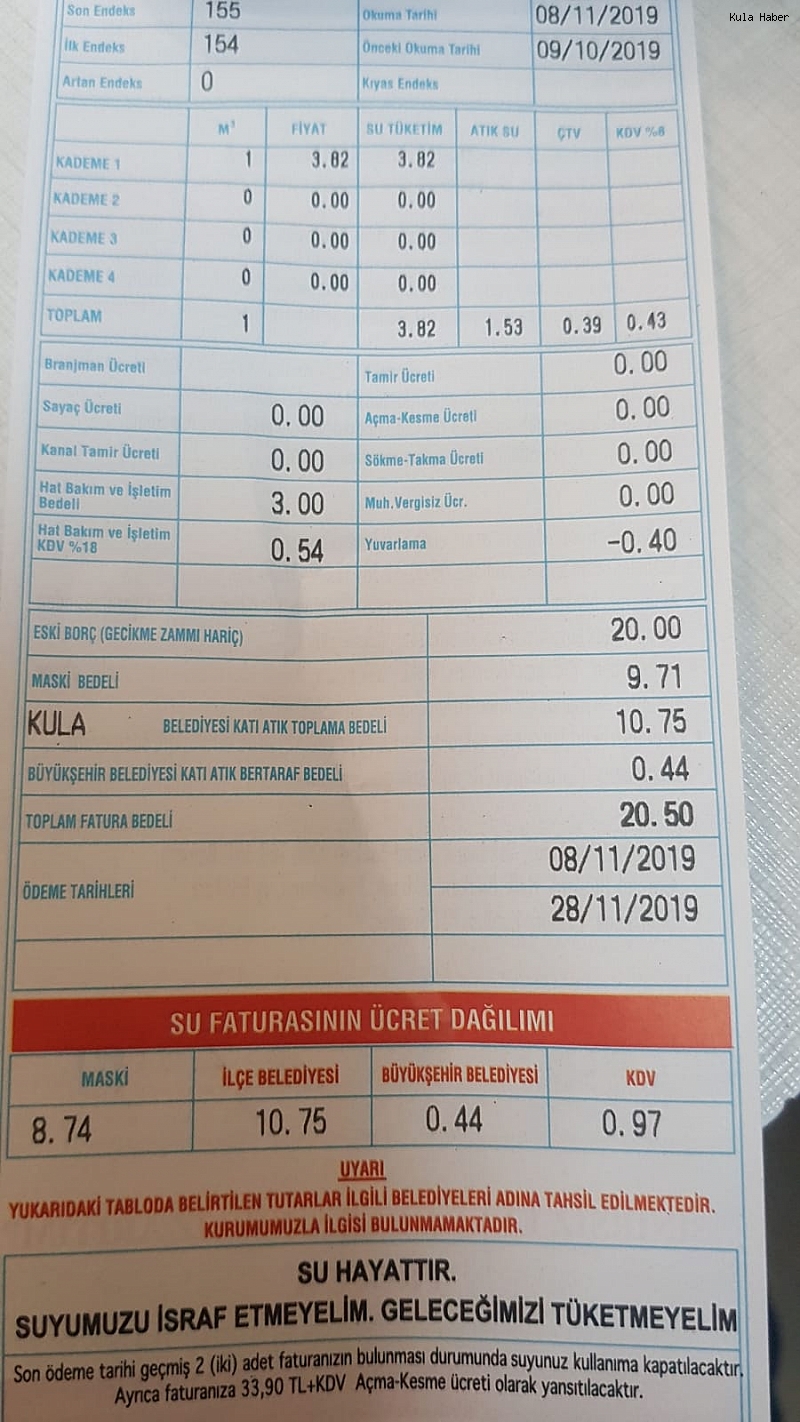 Kula Haber
Son Endeks 155 Okuma Tarihi 08/11/2019
İlk Endeks 154 Önceki Okuma Tarihi 09/10/2019
Artan Endeks 0 Kıyas Endeks
M³ FİYAT SU TÜKETİM ATIK SU ÇTV KDV %8
KADEME 1 1 3.82 3.82
KADEME 2 0 0.00 0.00
KADEME 3 0 0.00 0.00
KADEME 4 0 0.00 0.00
TOPLAM 1 3.82 1.53 0.39 0.43
Branjman Ücreti Tamir Ücreti 0.00
Sayaç Ücreti 0.00 Açma-Kesme Ücreti 0.00
Kanal Tamir Ücreti 0.00 Sökme-Takma Ücreti 0.00
Hat Bakım ve İşletim
Bedeli 3.00 Muh.Vergisiz Ücr. 0.00
Hat Bakım ve İşletim
KDV %18 0.54 Yuvarlama -0.40
ESKİ BORÇ (GECİKME ZAMMI HARİÇ) 20.00
MASKİ BEDELİ 9.71
KULA BELEDİYESİ KATI ATIK TOPLAMA BEDELİ 10.75
BÜYÜKŞEHİR BELEDİYESİ KATI ATIK BERTARAF BEDELİ 0.44
TOPLAM FATURA BEDELİ 20.50
ÖDEME TARİHLERİ 08/11/2019
28/11/2019
SU FATURASININ ÜCRET DAĞILIMI
MASKİ İLÇE BELEDİYESİ BÜYÜKŞEHİR BELEDİYESİ KDV
8.74 10.75 0.44 0.97
UYARI
YUKARIDAKİ TABLODA BELİRTİLEN TUTARLAR İLGİLİ BELEDİYELERİ ADINA TAHSİL EDİLMEKTEDİR.
KURUMUMUZLA İLGİSİ BULUNMAMAKTADIR.
SU HAYATTIR.
SUYUMUZU İSRAF ETMEYELİM. GELECEĞİMİZİ TÜKETMEYELİM
Son ödeme tarihi geçmiş 2 (iki) adet faturanızın bulunması durumunda suyunuz kullanıma kapatılacaktır.
Ayrıca faturanıza 33,90 TL+KDV Açma-Kesme ücreti olarak yansıtılacaktır.